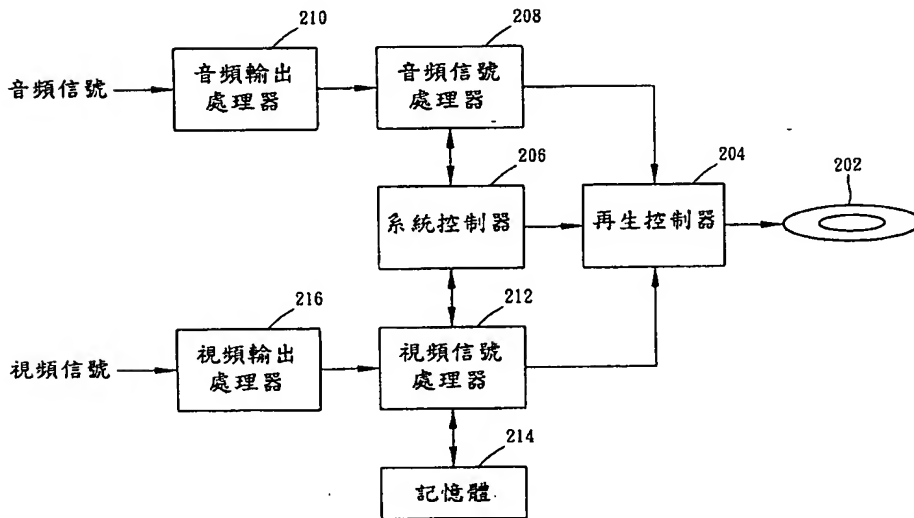 210
208
音頻信號
音頻輸出
處理器
音頻信號
處理器
206
204
202
系統控制器
再生控制器
216
212
視頻信號
視頻輸出
處理器
視頻信號
處理器
214
記憶體